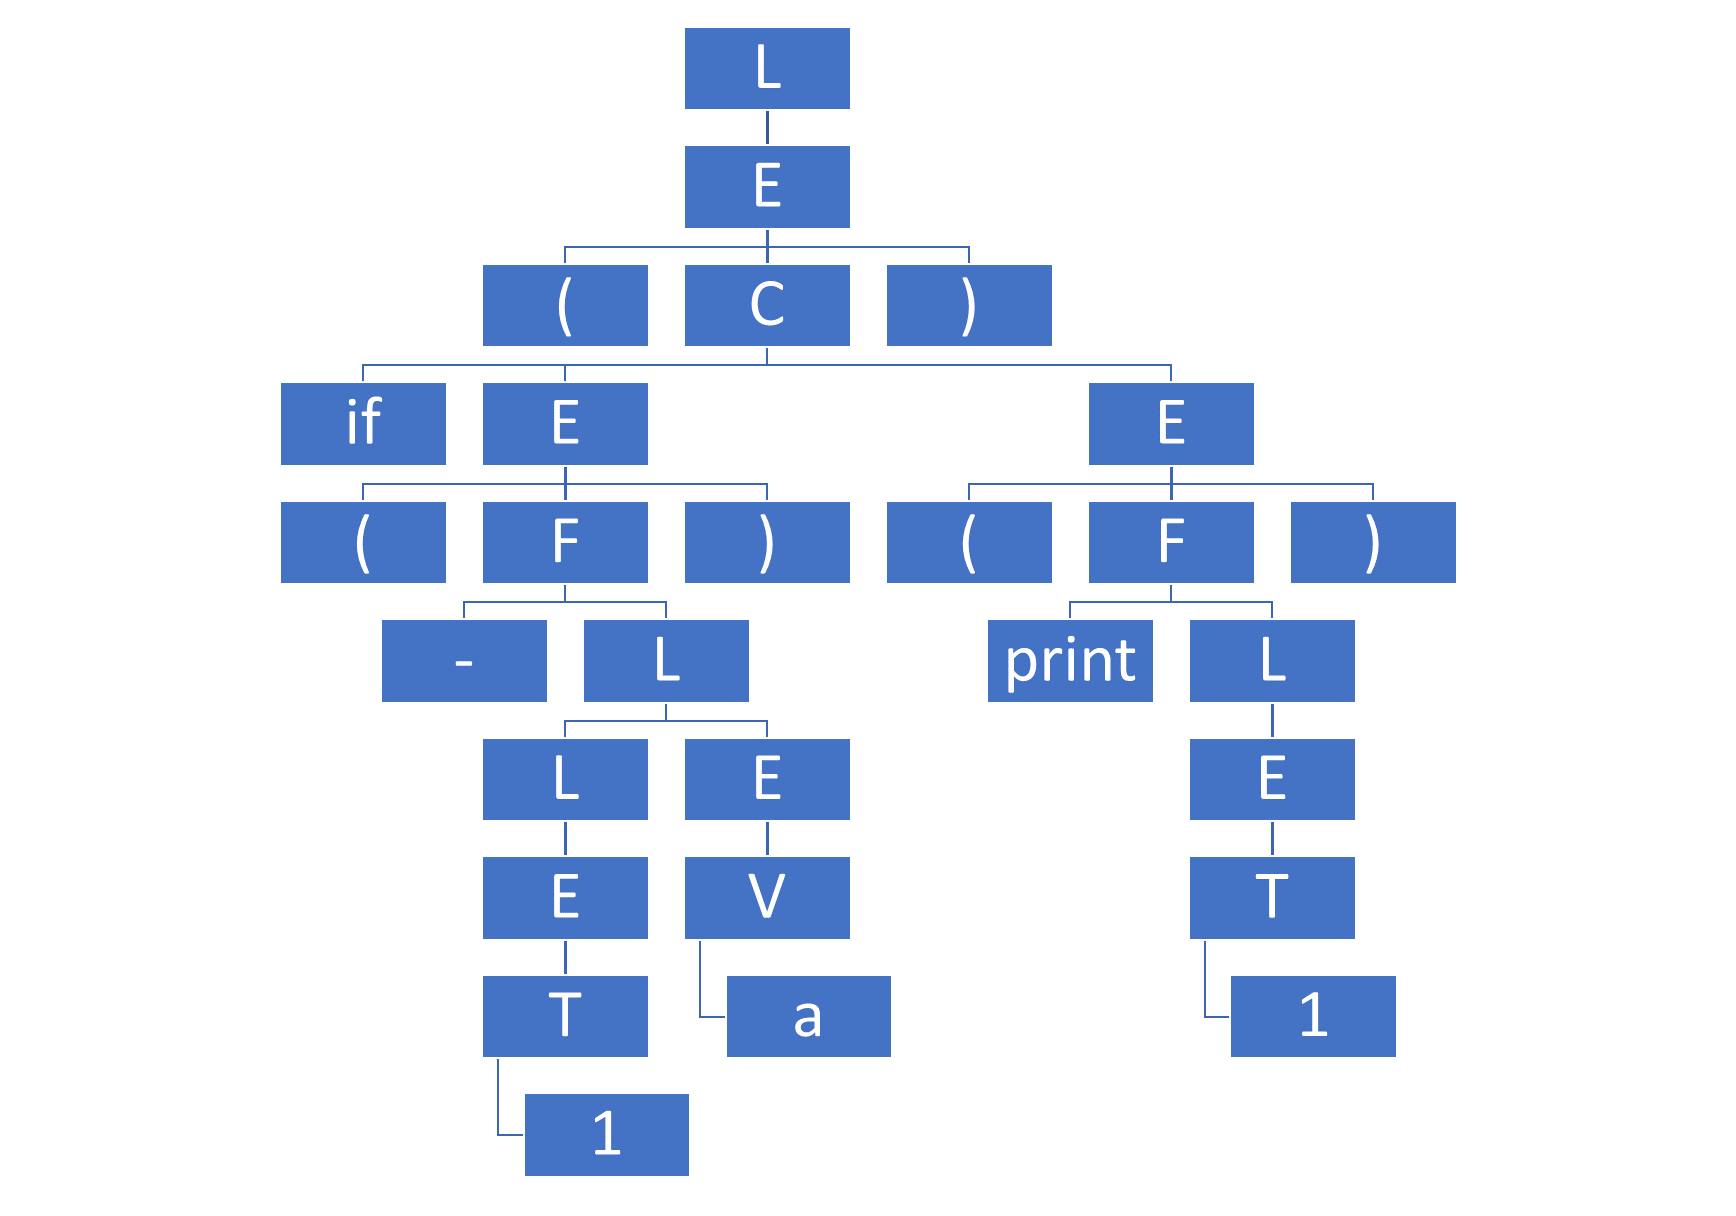 L
E
( C )
if E E
( F ) ( F )
- L print L
L E E
E V T
T a 1
1